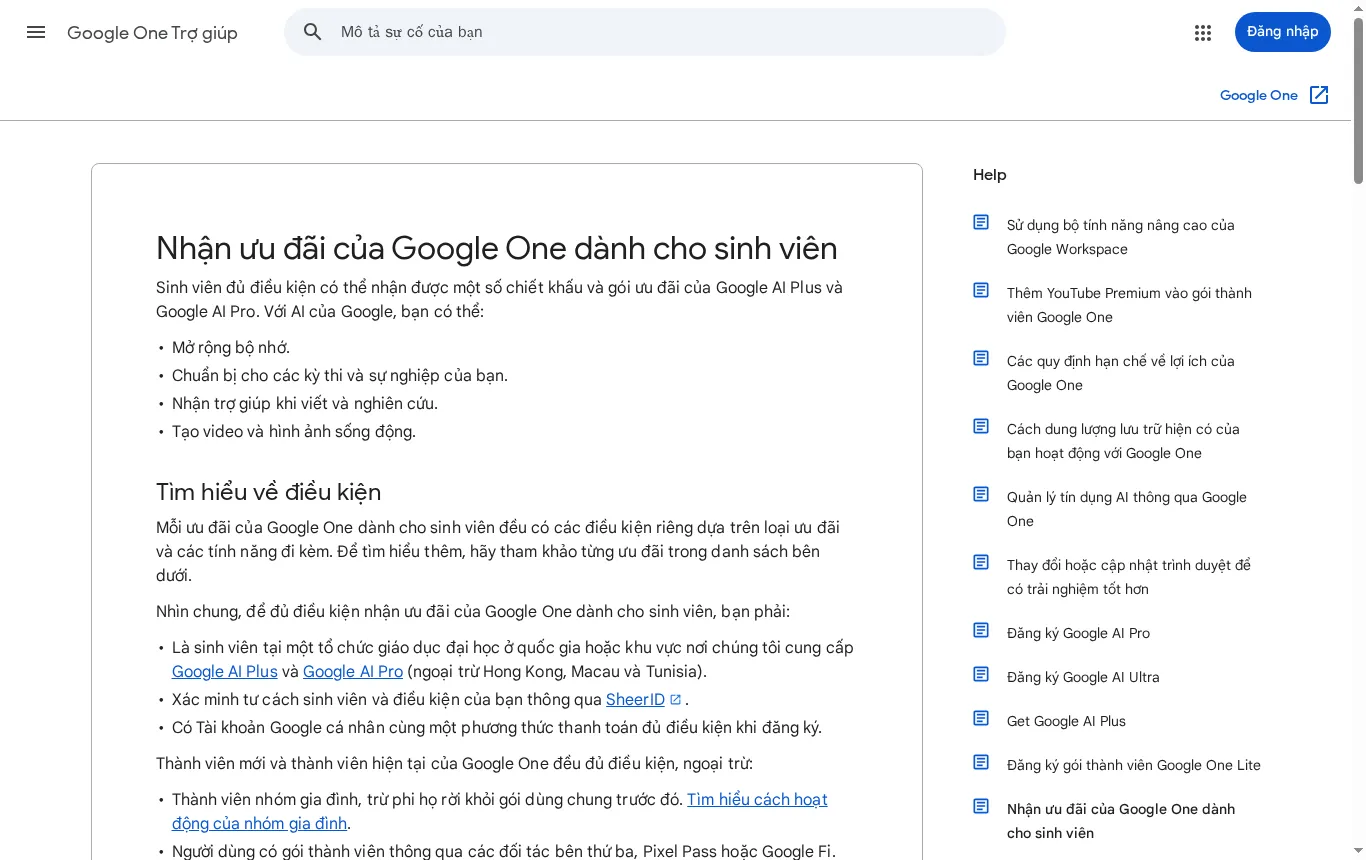 Google One Trợ giúp
Mô tả sự cố của bạn
Đăng nhập
Google One
Nhận ưu đãi của Google One dành cho sinh viên
Sinh viên đủ điều kiện có thể nhận được một số chiết khấu và gói ưu đãi của Google AI Plus và
Google AI Pro. Với AI của Google, bạn có thể:
• Mở rộng bộ nhớ.
• Chuẩn bị cho các kỳ thi và sự nghiệp của bạn.
• Nhận trợ giúp khi viết và nghiên cứu.
• Tạo video và hình ảnh sống động.
Tìm hiểu về điều kiện
Mỗi ưu đãi của Google One dành cho sinh viên đều có các điều kiện riêng dựa trên loại ưu đãi
và các tính năng đi kèm. Để tìm hiểu thêm, hãy tham khảo từng ưu đãi trong danh sách bên
dưới.
Nhìn chung, để đủ điều kiện nhận ưu đãi của Google One dành cho sinh viên, bạn phải:
• Là sinh viên tại một tổ chức giáo dục đại học ở quốc gia hoặc khu vực nơi chúng tôi cung cấp
Google AI Plus và Google AI Pro (ngoại trừ Hong Kong, Macau và Tunisia).
• Xác minh tư cách sinh viên và điều kiện của bạn thông qua SheerID .
• Có Tài khoản Google cá nhân cùng một phương thức thanh toán đủ điều kiện khi đăng ký.
Thành viên mới và thành viên hiện tại của Google One đều đủ điều kiện, ngoại trừ:
• Thành viên nhóm gia đình, trừ phi họ rời khỏi gói dùng chung trước đó. Tìm hiểu cách hoạt
động của nhóm gia đình.
• Người dùng có gói thành viên thông qua các đối tác bên thứ ba, Pixel Pass hoặc Google Fi.
Help
Sử dụng bộ tính năng nâng cao của
Google Workspace
Thêm YouTube Premium vào gói thành
viên Google One
Các quy định hạn chế về lợi ích của
Google One
Cách dung lượng lưu trữ hiện có của
bạn hoạt động với Google One
Quản lý tín dụng AI thông qua Google
One
Thay đổi hoặc cập nhật trình duyệt để
có trải nghiệm tốt hơn
Đăng ký Google AI Pro
Đăng ký Google AI Ultra
Get Google AI Plus
Đăng ký gói thành viên Google One Lite
Nhận ưu đãi của Google One dành
cho sinh viên